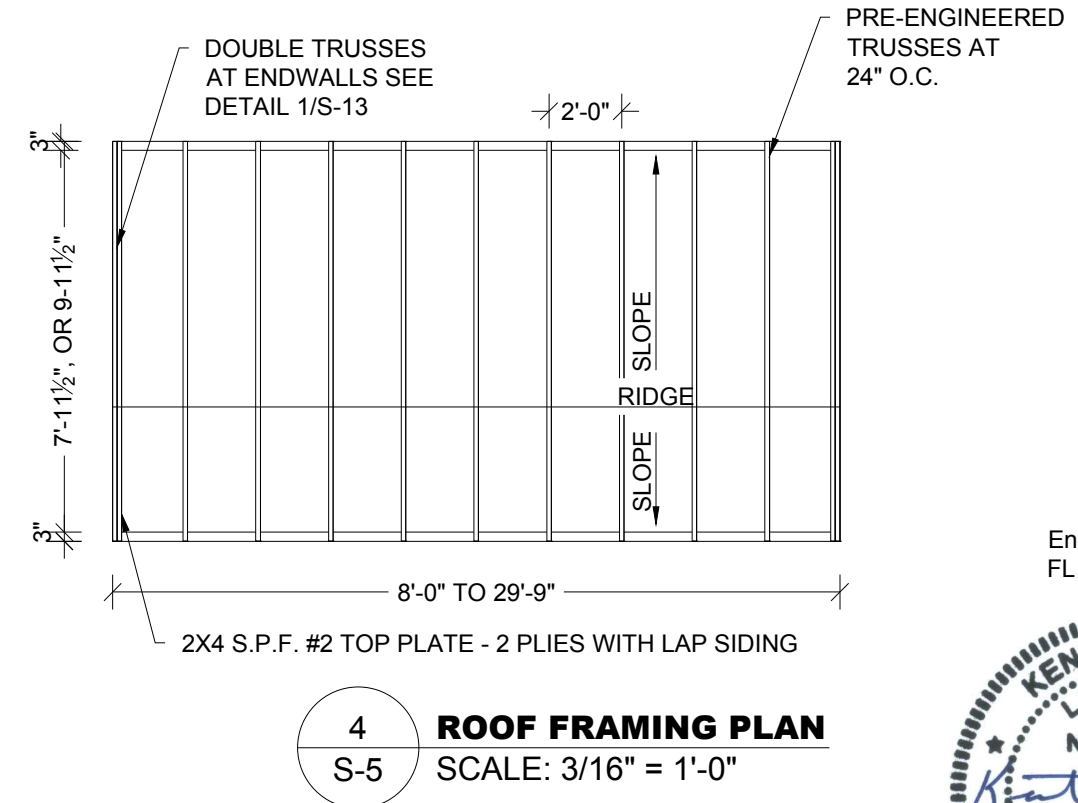 DOUBLE TRUSSES
AT ENDWALLS SEE
DETAIL 1/S-13
PRE-ENGINEERED
TRUSSES AT
24" O.C.
2'-0"
3"
7'-11½", OR 9-11½"
3"
SLOPE
RIDGE
SLOPE
8'-0" TO 29'-9"
2X4 S.P.F. #2 TOP PLATE - 2 PLIES WITH LAP SIDING
4
S-5
ROOF FRAMING PLAN
SCALE: 3/16" = 1'-0"
En
FL
KEN